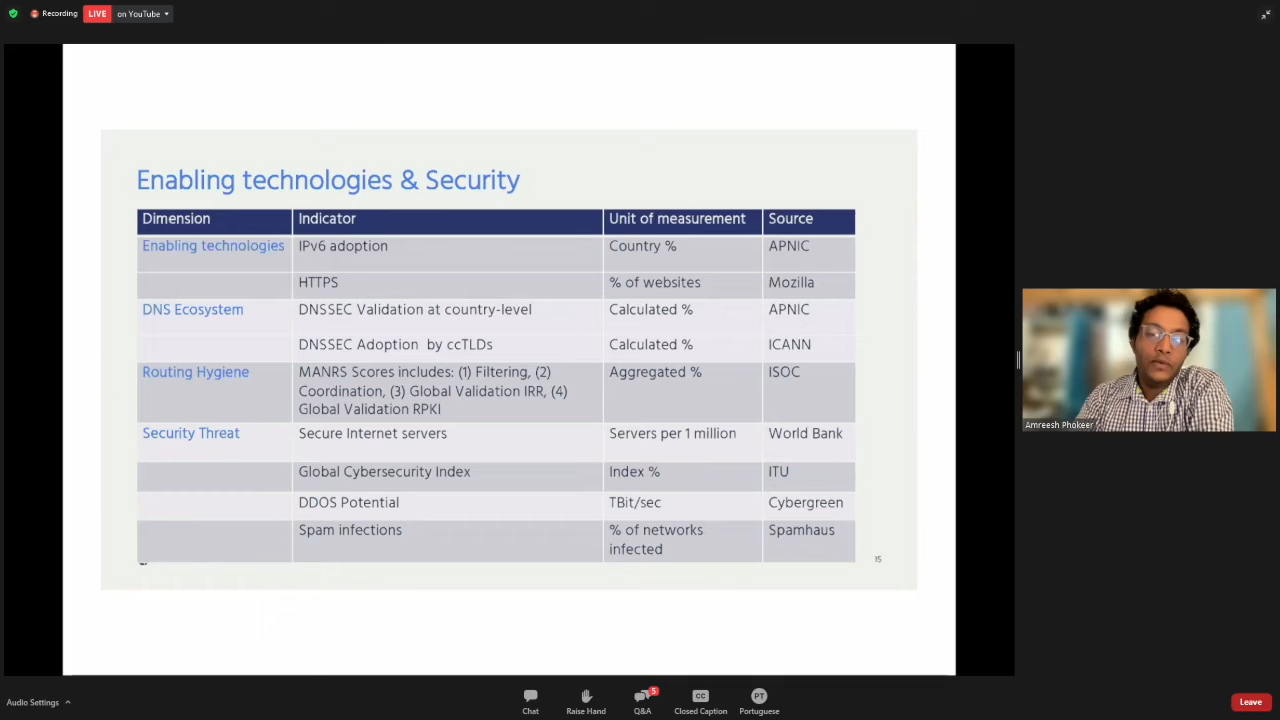 Recording
LIVE on YouTube
Enabling technologies & Security
Dimension Indicator Unit of measurement Source
Enabling technologies IPv6 adoption Country % APNIC
HTTPS % of websites Mozilla
DNS Ecosystem DNSSEC Validation at country-level Calculated % APNIC
DNSSEC Adoption by ccTLDs Calculated % ICANN
Routing Hygiene MANRS Scores includes: (1) Filtering, (2) Aggregated % ISOC
Coordination, (3) Global Validation IRR, (4)
Global Validation RPKI
Security Threat Secure Internet servers Servers per 1 million World Bank
Global Cybersecurity Index Index % ITU
DDOS Potential TBit/sec Cybergreen
Spam infections % of networks Spamhaus
infected
Amreesh Phokeer
Audio Settings
5
CC
PT
Chat Raise Hand Q&A Closed Caption Portuguese Leave